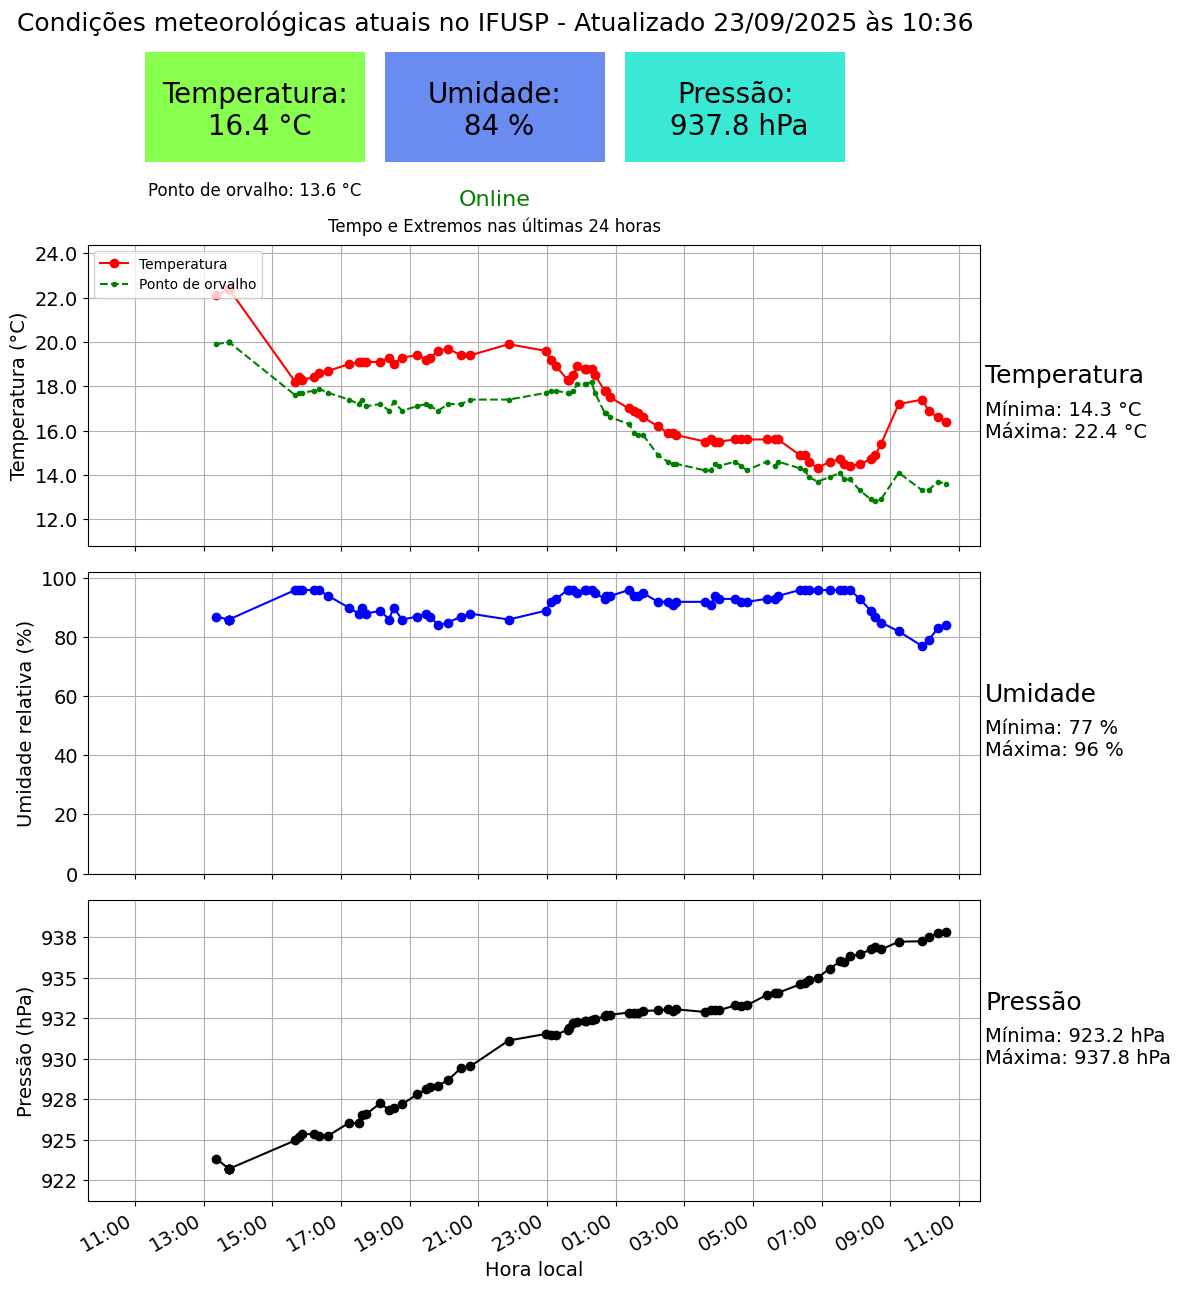 Condições meteorológicas atuais no IFUSP - Atualizado 23/09/2025 às 10:36
Temperatura:
16.4 °C
Umidade:
84 %
Pressão:
937.8 hPa
Ponto de orvalho: 13.6 °C
Online
Tempo e Extremos nas últimas 24 horas
Temperatura (°C)
24.0
22.0
20.0
18.0
16.0
14.0
12.0
Temperatura
Ponto de orvalho
Temperatura
Mínima: 14.3 °C
Máxima: 22.4 °C
Umidade relativa (%)
100
80
60
40
20
0
Umidade
Mínima: 77 %
Máxima: 96 %
Pressão (hPa)
938
935
932
930
928
925
922
Pressão
Mínima: 923.2 hPa
Máxima: 937.8 hPa
11:00 13:00 15:00 17:00 19:00 21:00 23:00 01:00 03:00 05:00 07:00 09:00 11:00
Hora local